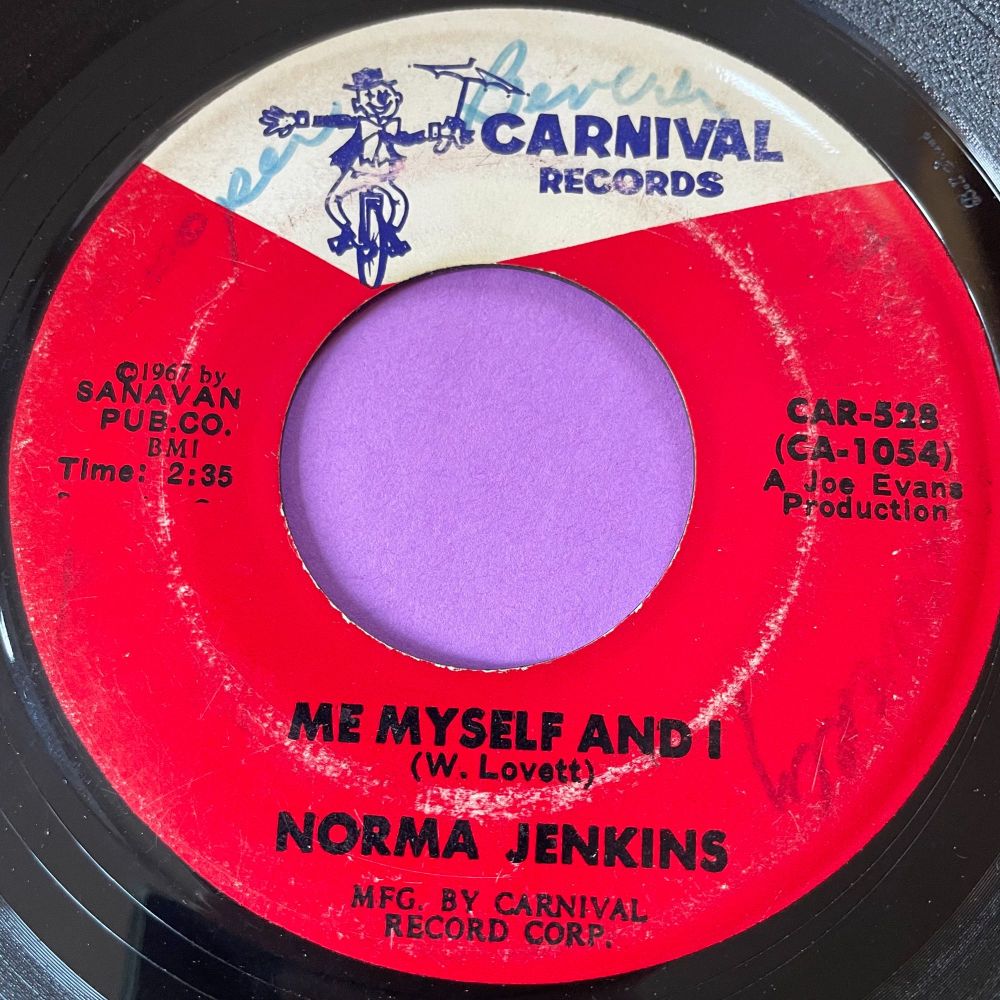 CARNIVAL
RECORDS
©1967 by
SANAVAN
PUB.CO.
BMI
Time: 2:35
CAR-528
(CA-1054)
A Joe Evans
Production
ME MYSELF AND I
(W. Lovett)
NORMA JENKINS
MFG. BY CARNIVAL
RECORD CORP.